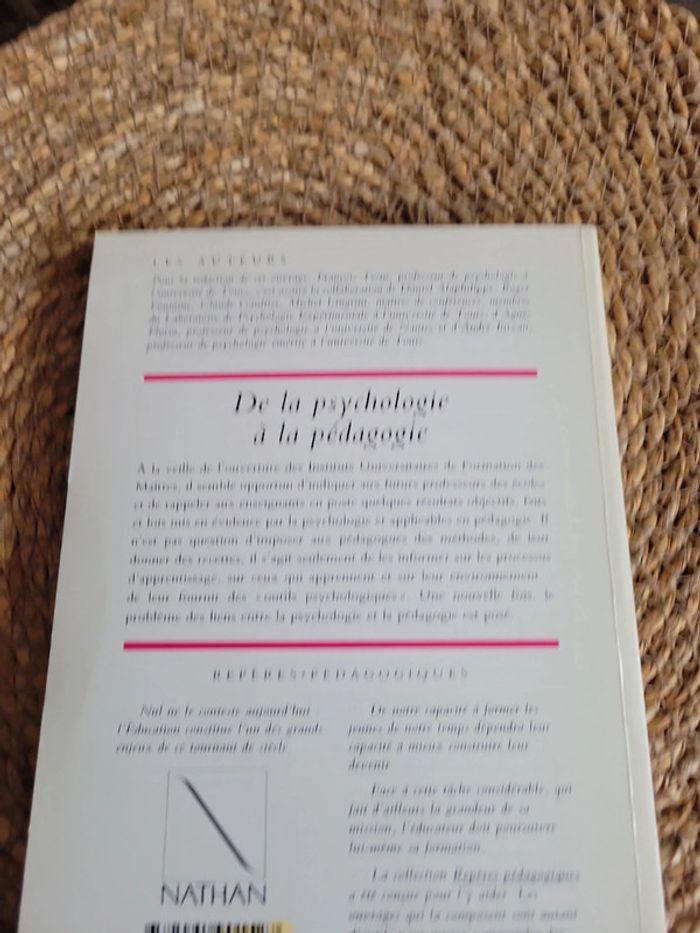 LES AUTEURS
Pour la rédaction de cet ouvrage, François professeur de psychologie à
l'université de Tours, s'est assuré la collaboration de Daniel Alaphilippe, Roger
Claude Michel maîtres de conférences, membres
du Laboratoire de Psychologie Expérimentale à l'université de Tours, d'Agnès
Florin, professeur de psychologie à l'université de Nantes et d'André
professeur de psychologie émérite à l'université de Tours
De la psychologie
à la pédagogie
A la veille de l'ouverture des Instituts Universitaires de Formation des
Maîtres, il semble opportun d'indiquer aux futurs professeurs des écoles
et de rappeler aux enseignants en poste quelques résultats objectifs, faits
et lois mis en évidence par la psychologie et applicables en pédagogie. Il
n'est pas question d'imposer aux pédagogues des méthodes, de leur
donner des recettes, il s'agit seulement de les informer sur les processus
d'apprentissage, sur ceux qui apprennent et sur leur environnement,
de leur fournir des «outils psychologiques». Une nouvelle fois, le
problème des liens entre la psychologie et la pédagogie est posé.
REPÈRES/PÉDAGOGIQUES
Nul ne le conteste aujourd'hui
l'Éducation constitue l'un des grands
enjeux de ce tournant de siècle.
NATHAN
De notre capacité à former les
jeunes de notre temps dépendra leur
capacité à mieux construire leur
devenir.
Face à cette tâche considérable, qui
fait d'ailleurs la grandeur de sa
mission, l'éducateur doit poursuivre
lui-même sa formation.
La collection Repères pédagogiques
a été conçue pour l'y aider. Les
ouvrages qui la composent sont autant